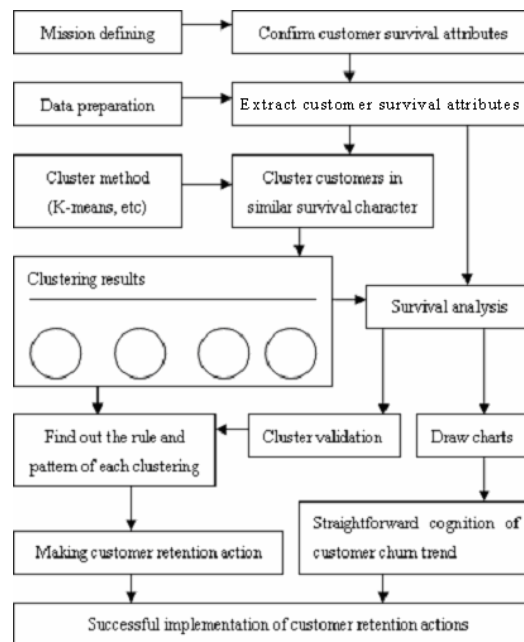 Mission defining
Confirm customer survival attributes
Data preparation
Extract customer survival attributes
Cluster method
(K-means, etc)
Cluster customers in
similar survival character
Clustering results
Survival analysis
Find out the rule and
pattern of each clustering
Cluster validation
Draw charts
Making customer retention action
Straightforward cognition of
customer churn trend
Successful implementation of customer retention actions